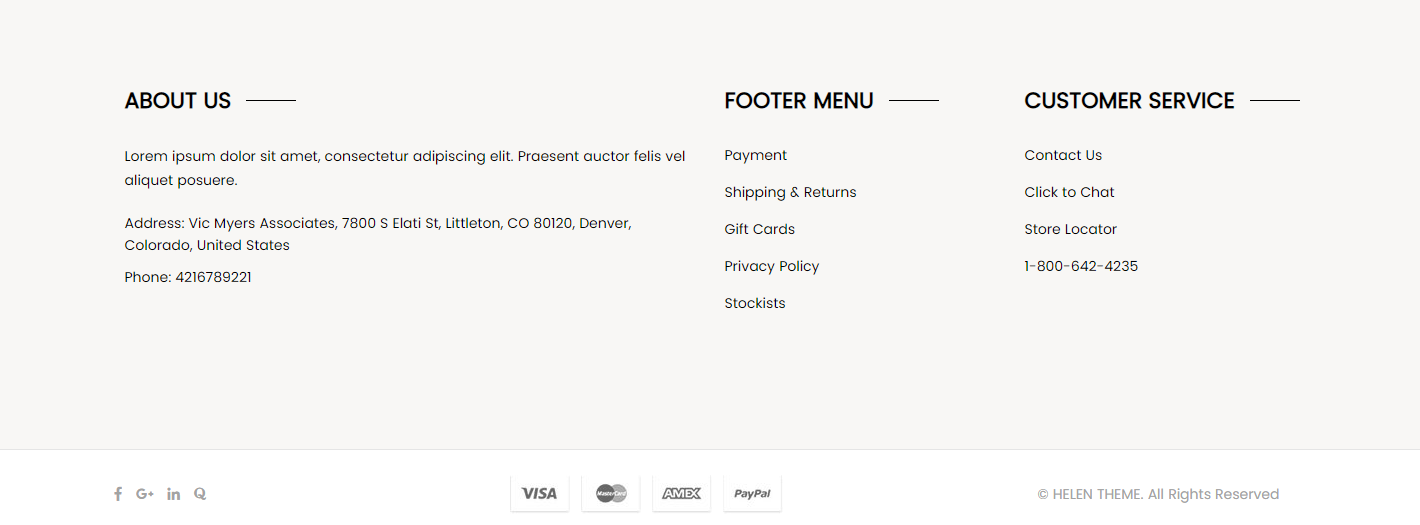 ABOUT US
Lorem ipsum dolor sit amet, consectetur adipiscing elit. Praesent auctor felis vel
aliquet posuere.
Address: Vic Myers Associates, 7800 S Elati St, Littleton, CO 80120, Denver,
Colorado, United States
Phone: 4216789221
FOOTER MENU
Payment
Shipping & Returns
Gift Cards
Privacy Policy
Stockists
CUSTOMER SERVICE
Contact Us
Click to Chat
Store Locator
1-800-642-4235
VISA
MasterCard
AMEX
PayPal
© HELEN THEME. All Rights Reserved